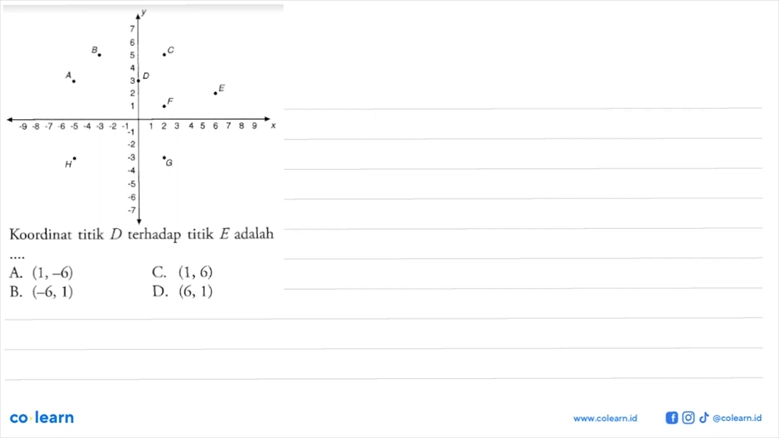 y
7
6
B
5
C
4
A
3
D
2
E
1
F
-9 -8 -7 -6 -5 -4 -3 -2 -1 1 2 3 4 5 6 7 8 9 x
-1
-2
-3
H
G
-4
-5
-6
-7
Koordinat titik D terhadap titik E adalah
....
A. (1, –6) C. (1, 6)
B. (–6, 1) D. (6, 1)
co learn
www.colearn.id
@colearn.id